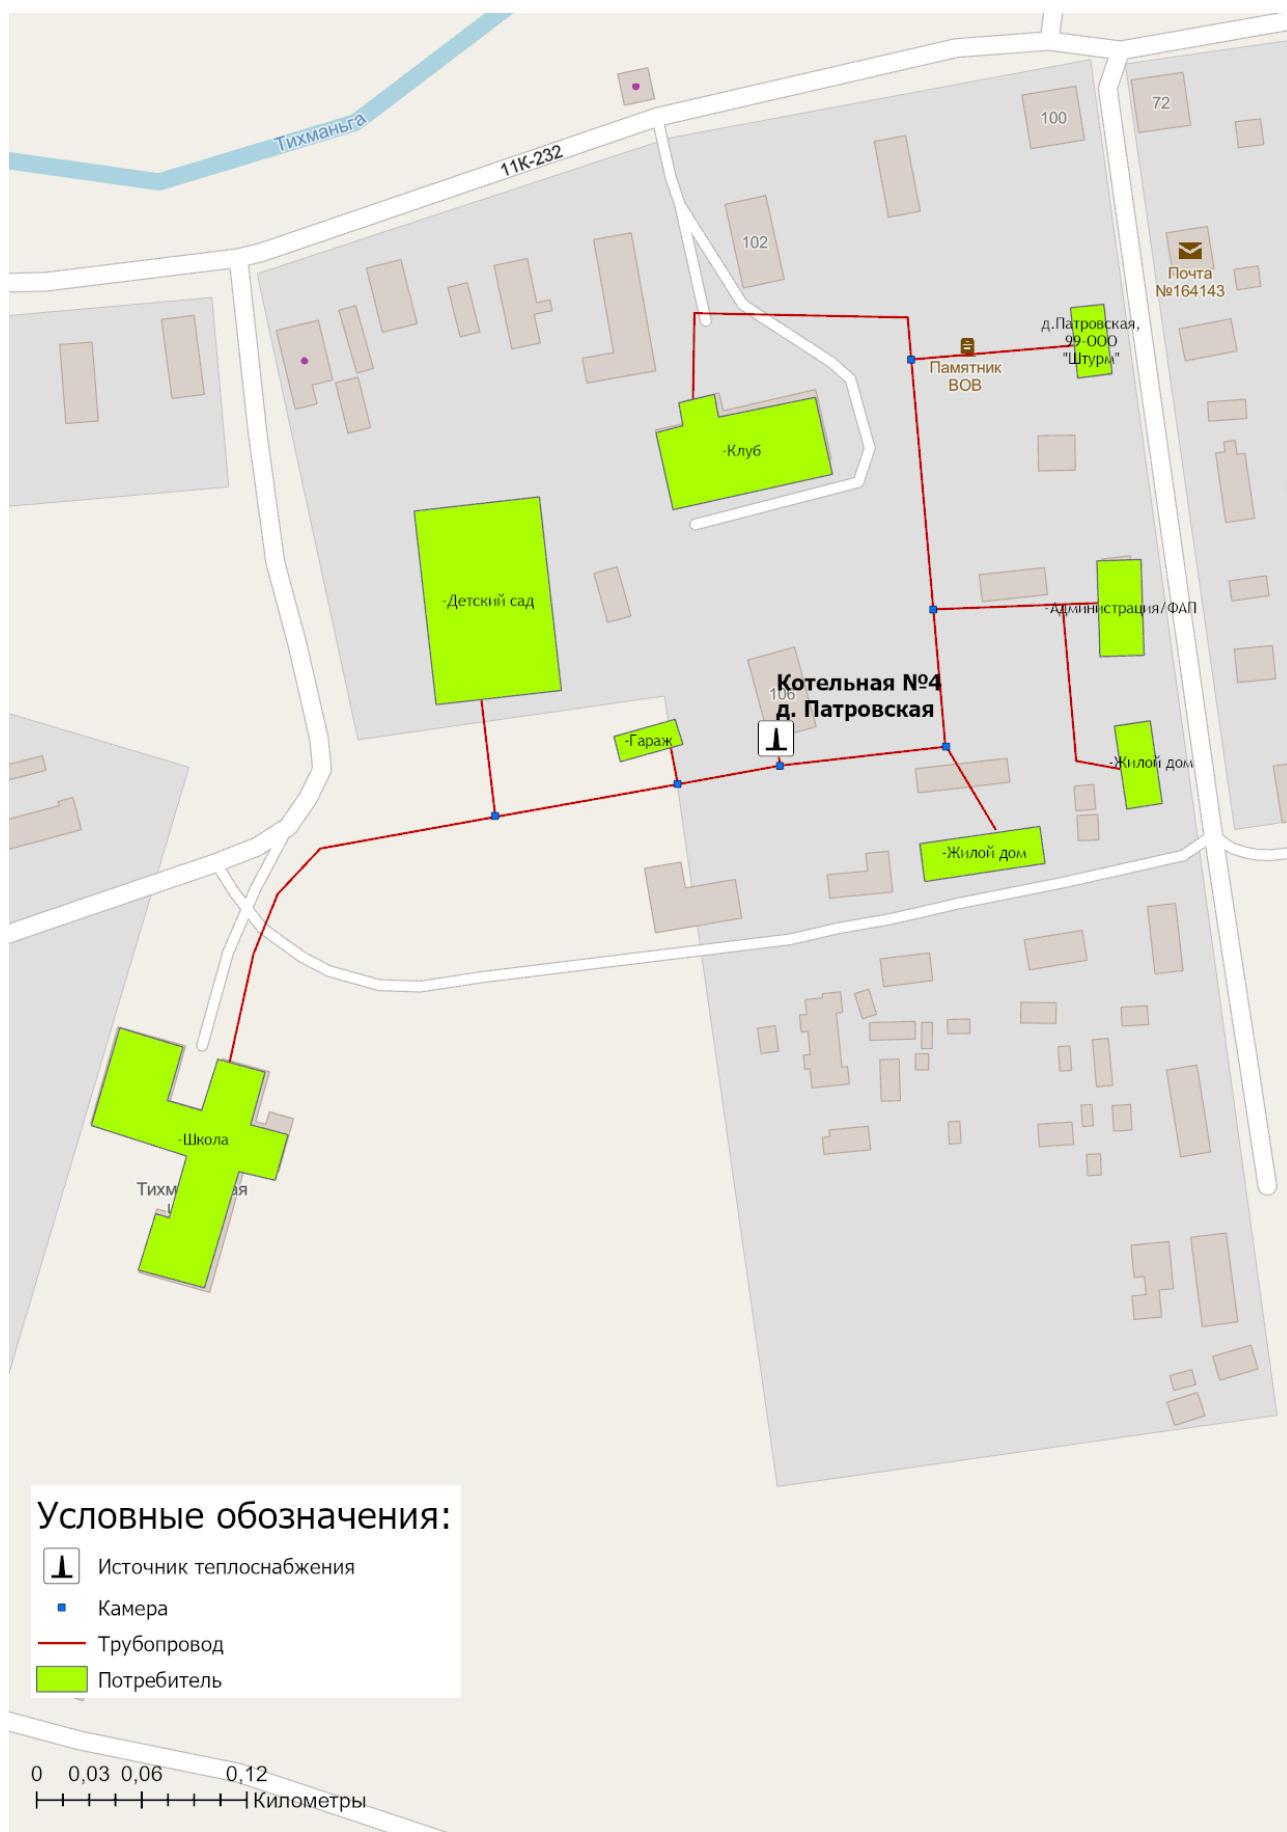 Тихманьга
11К-232
100
72
102
Почта
№164143
д.Патровская,
99-ООО
"Штурм"
Памятник
ВОВ
-Клуб
-Детский сад
-Администрация/ФАП
106
Котельная №4
д. Патровская
-Гараж
-Жилой дом
-Жилой дом
-Школа
Условные обозначения:
Источник теплоснабжения
Камера
Трубопровод
Потребитель
0 0,03 0,06 0,12
Километры